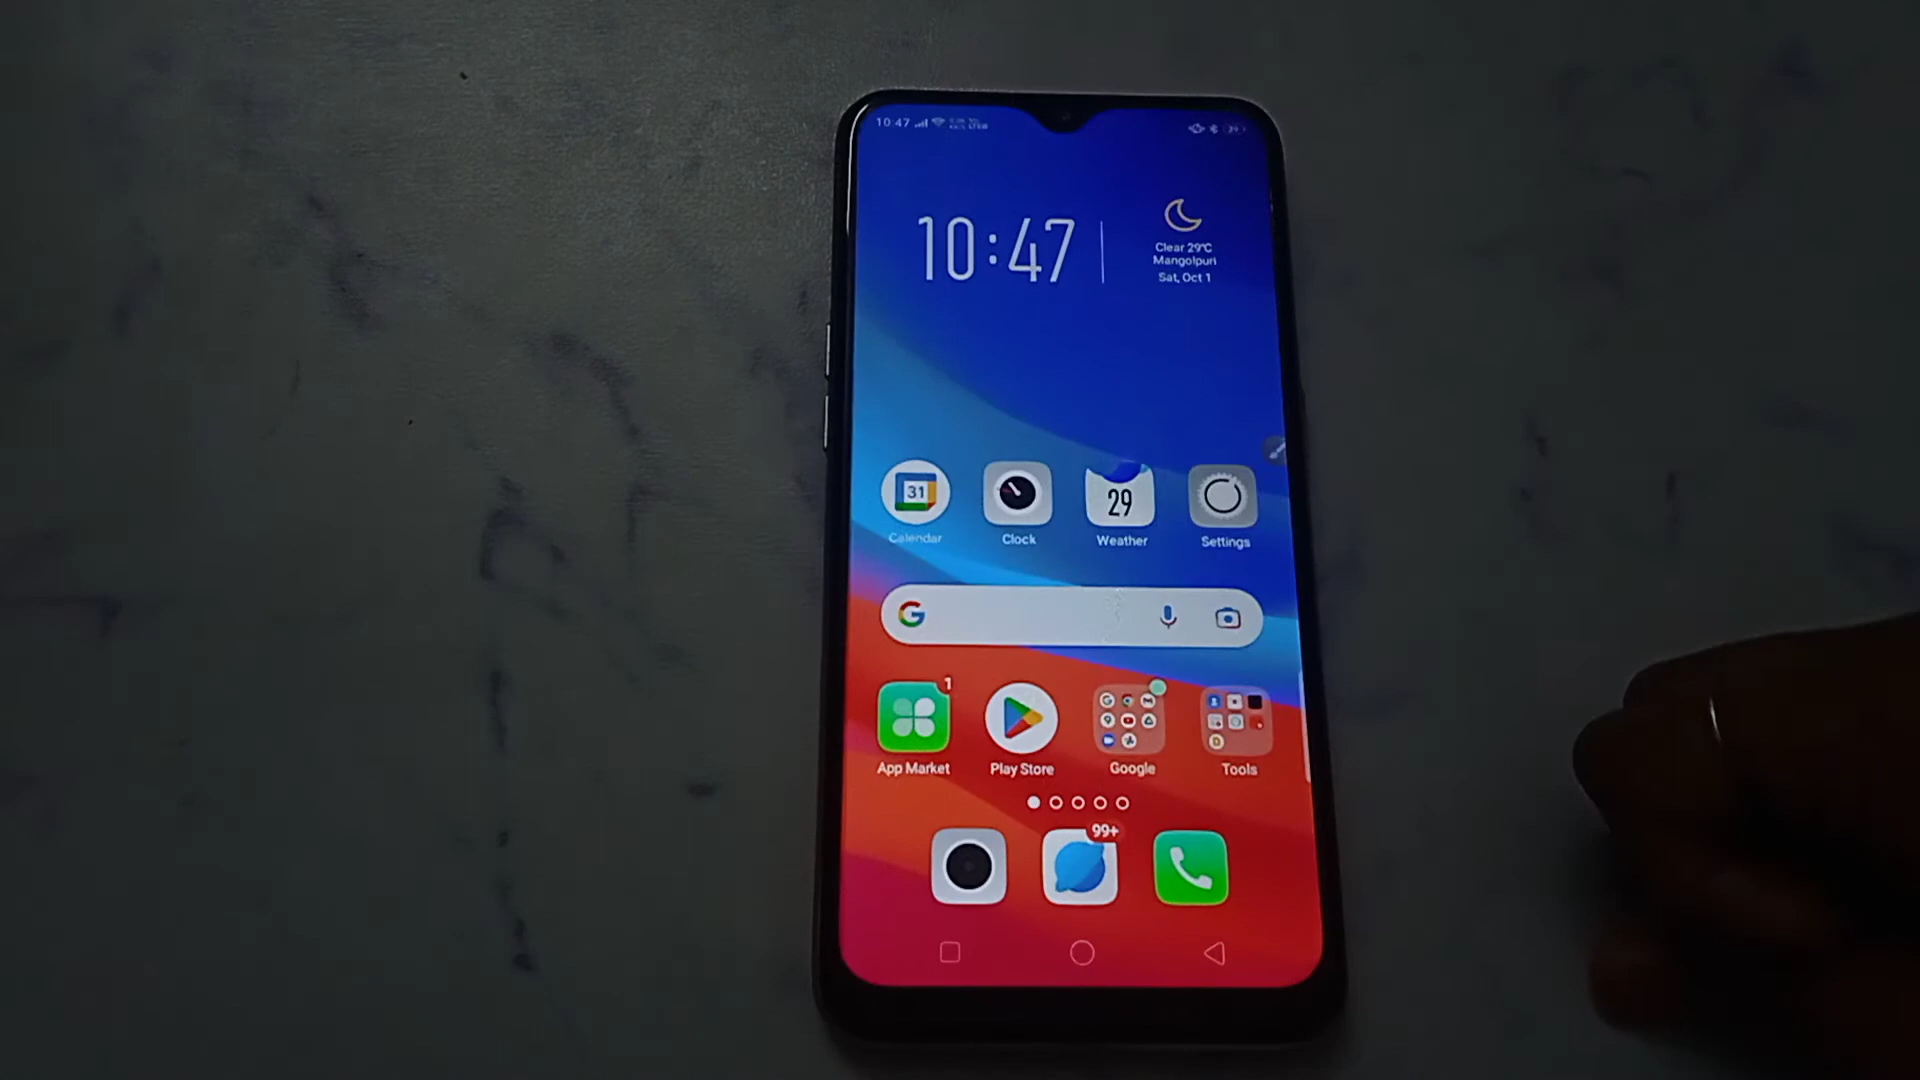 10:47
10:47
Clear 29°C
Mangolpuri
Sat, Oct 1
31
29
Calendar Clock Weather Settings
G
1
App Market Play Store Google Tools
99+